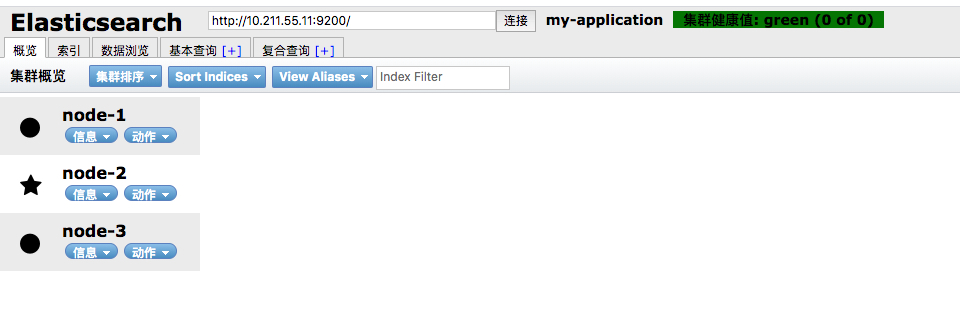 Elasticsearch http://10.211.55.11:9200/ 连接 my-application 集群健康值: green (0 of 0)
概览 索引 数据浏览 基本查询 [+] 复合查询 [+]
集群概览 集群排序 Sort Indices View Aliases Index Filter
node-1
信息 动作
node-2
信息 动作
node-3
信息 动作